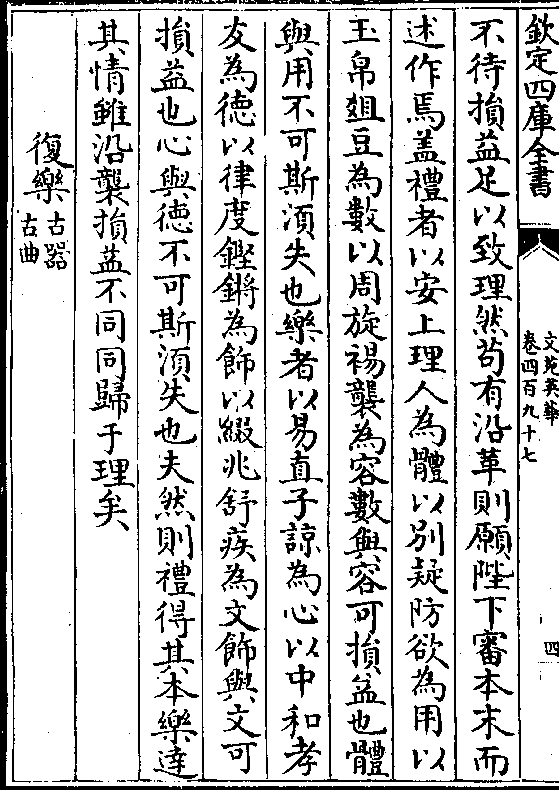 欽定四庫全書
文苑英華
卷四百九十七
四
不待損益足以致理然苟有沿革則願陛下審本末而
述作焉盖禮者以安上理人為體以別疑防欲為用以
玉帛爼豆為數以周旋裼襲為容數與容可損益也體
與用不可斯湏失也樂者以易直子諒為心以中和孝
友為徳以律度鏗鏘為飾以綴兆舒疾為文飾與文可
損益也心與徳不可斯湏失也夫然則禮得其本樂達
其情雖沿襲損益不同同歸于理矣
復樂古器
古曲